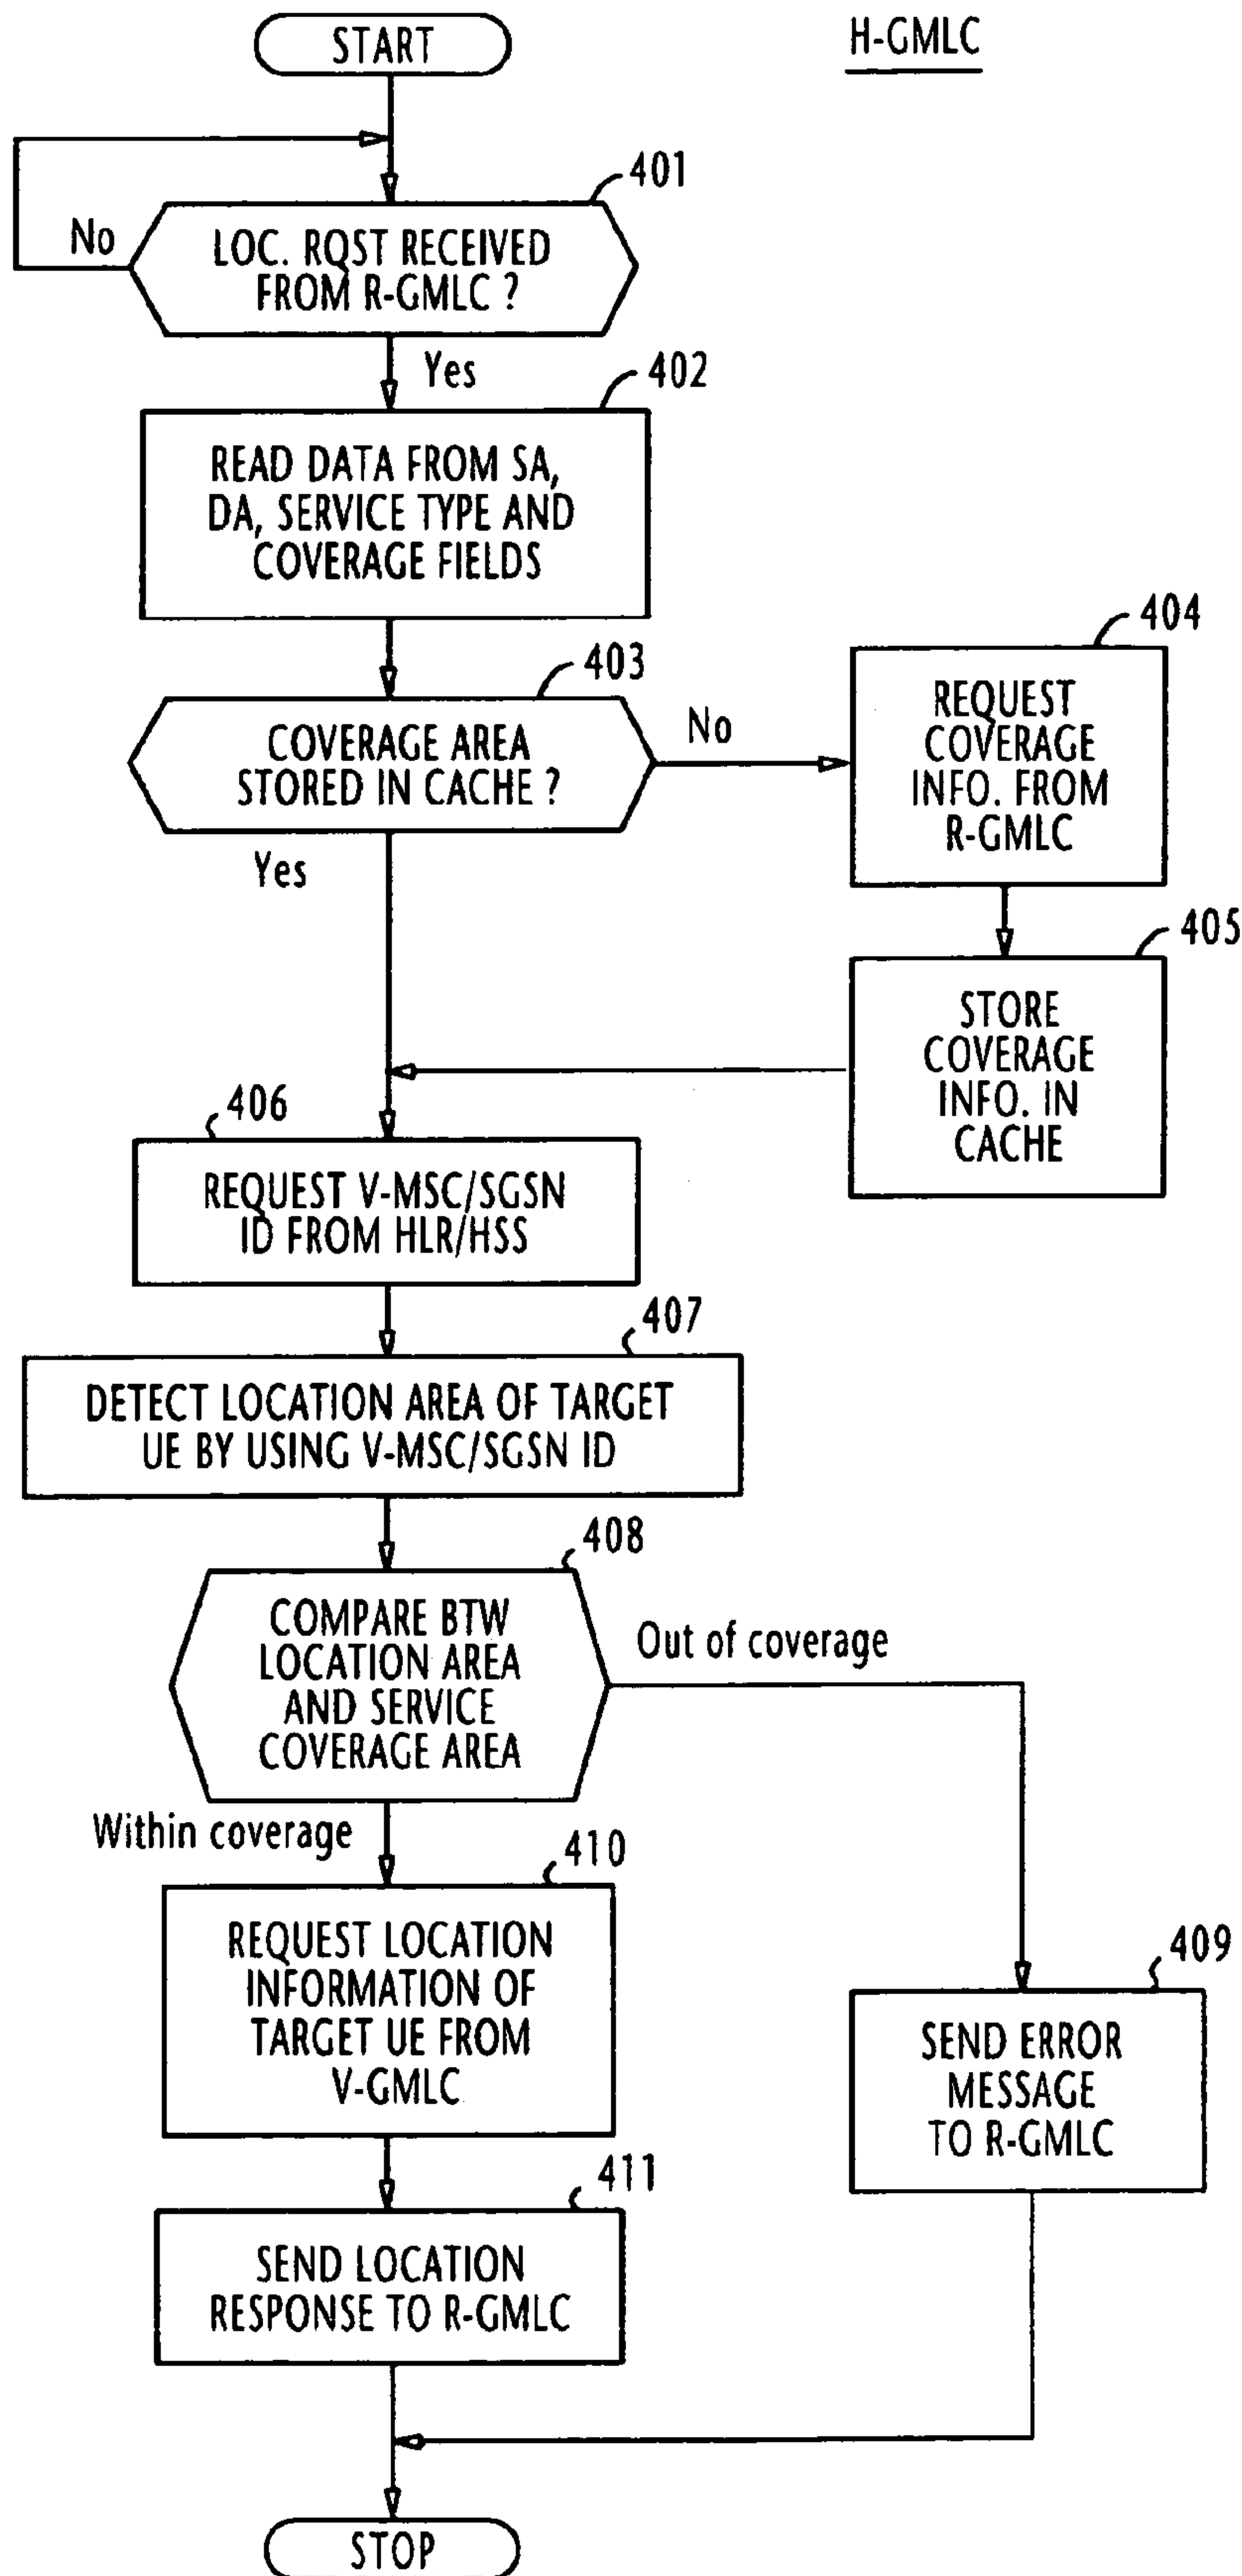 START
H-GMLC
401
No
LOC. RQST RECEIVED
FROM R-GMLC ?
Yes
402
READ DATA FROM SA,
DA, SERVICE TYPE AND
COVERAGE FIELDS
403
COVERAGE AREA
STORED IN CACHE ?
No
Yes
404
REQUEST
COVERAGE
INFO. FROM
R-GMLC
405
STORE
COVERAGE
INFO. IN
CACHE
406
REQUEST V-MSC/SGSN
ID FROM HLR/HSS
407
DETECT LOCATION AREA OF TARGET
UE BY USING V-MSC/SGSN ID
408
COMPARE BTW
LOCATION AREA
AND SERVICE
COVERAGE AREA
Out of coverage
Within coverage
410
REQUEST LOCATION
INFORMATION OF
TARGET UE FROM
V-GMLC
409
SEND ERROR
MESSAGE
TO R-GMLC
411
SEND LOCATION
RESPONSE TO R-GMLC
STOP